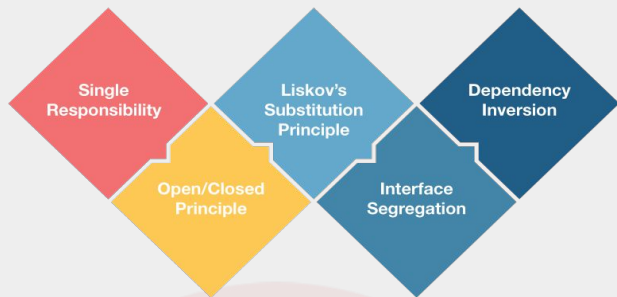 Single
Responsibility
Open/Closed
Principle
Liskov's
Substitution
Principle
Interface
Segregation
Dependency
Inversion